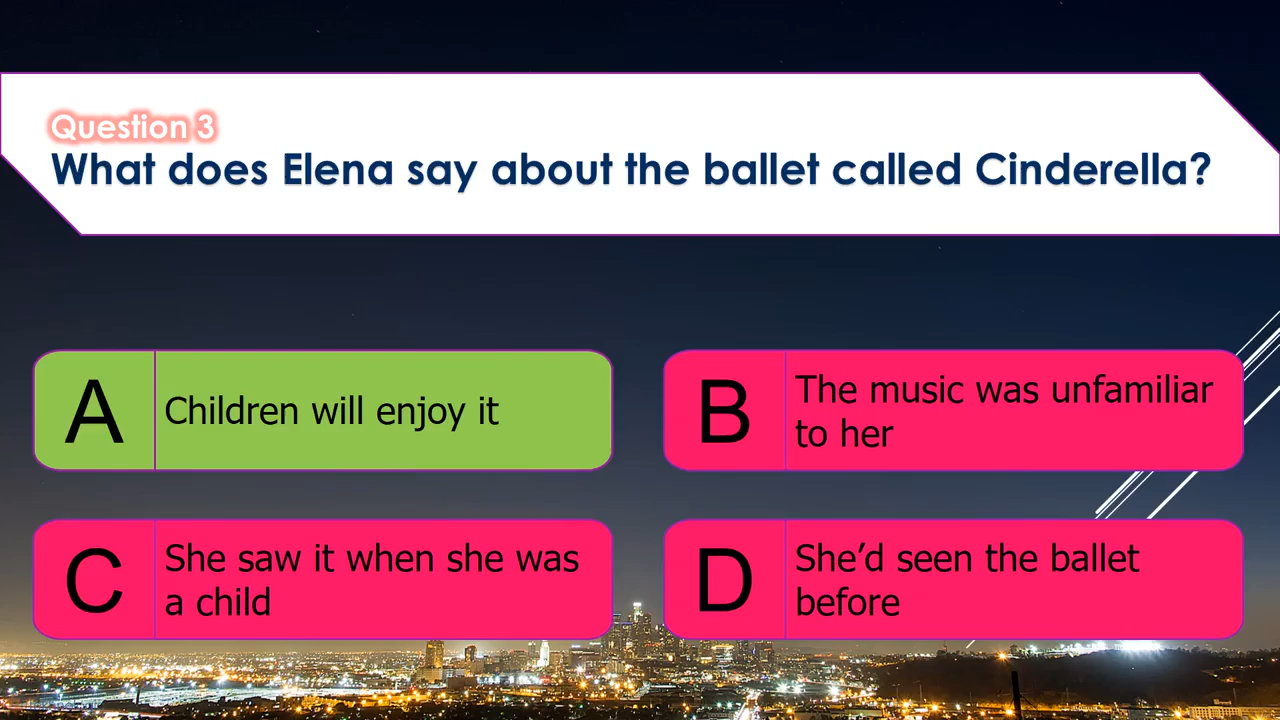 Question 3
What does Elena say about the ballet called Cinderella?
A
Children will enjoy it
B
The music was unfamiliar
to her
C
She saw it when she was
a child
D
She’d seen the ballet
before